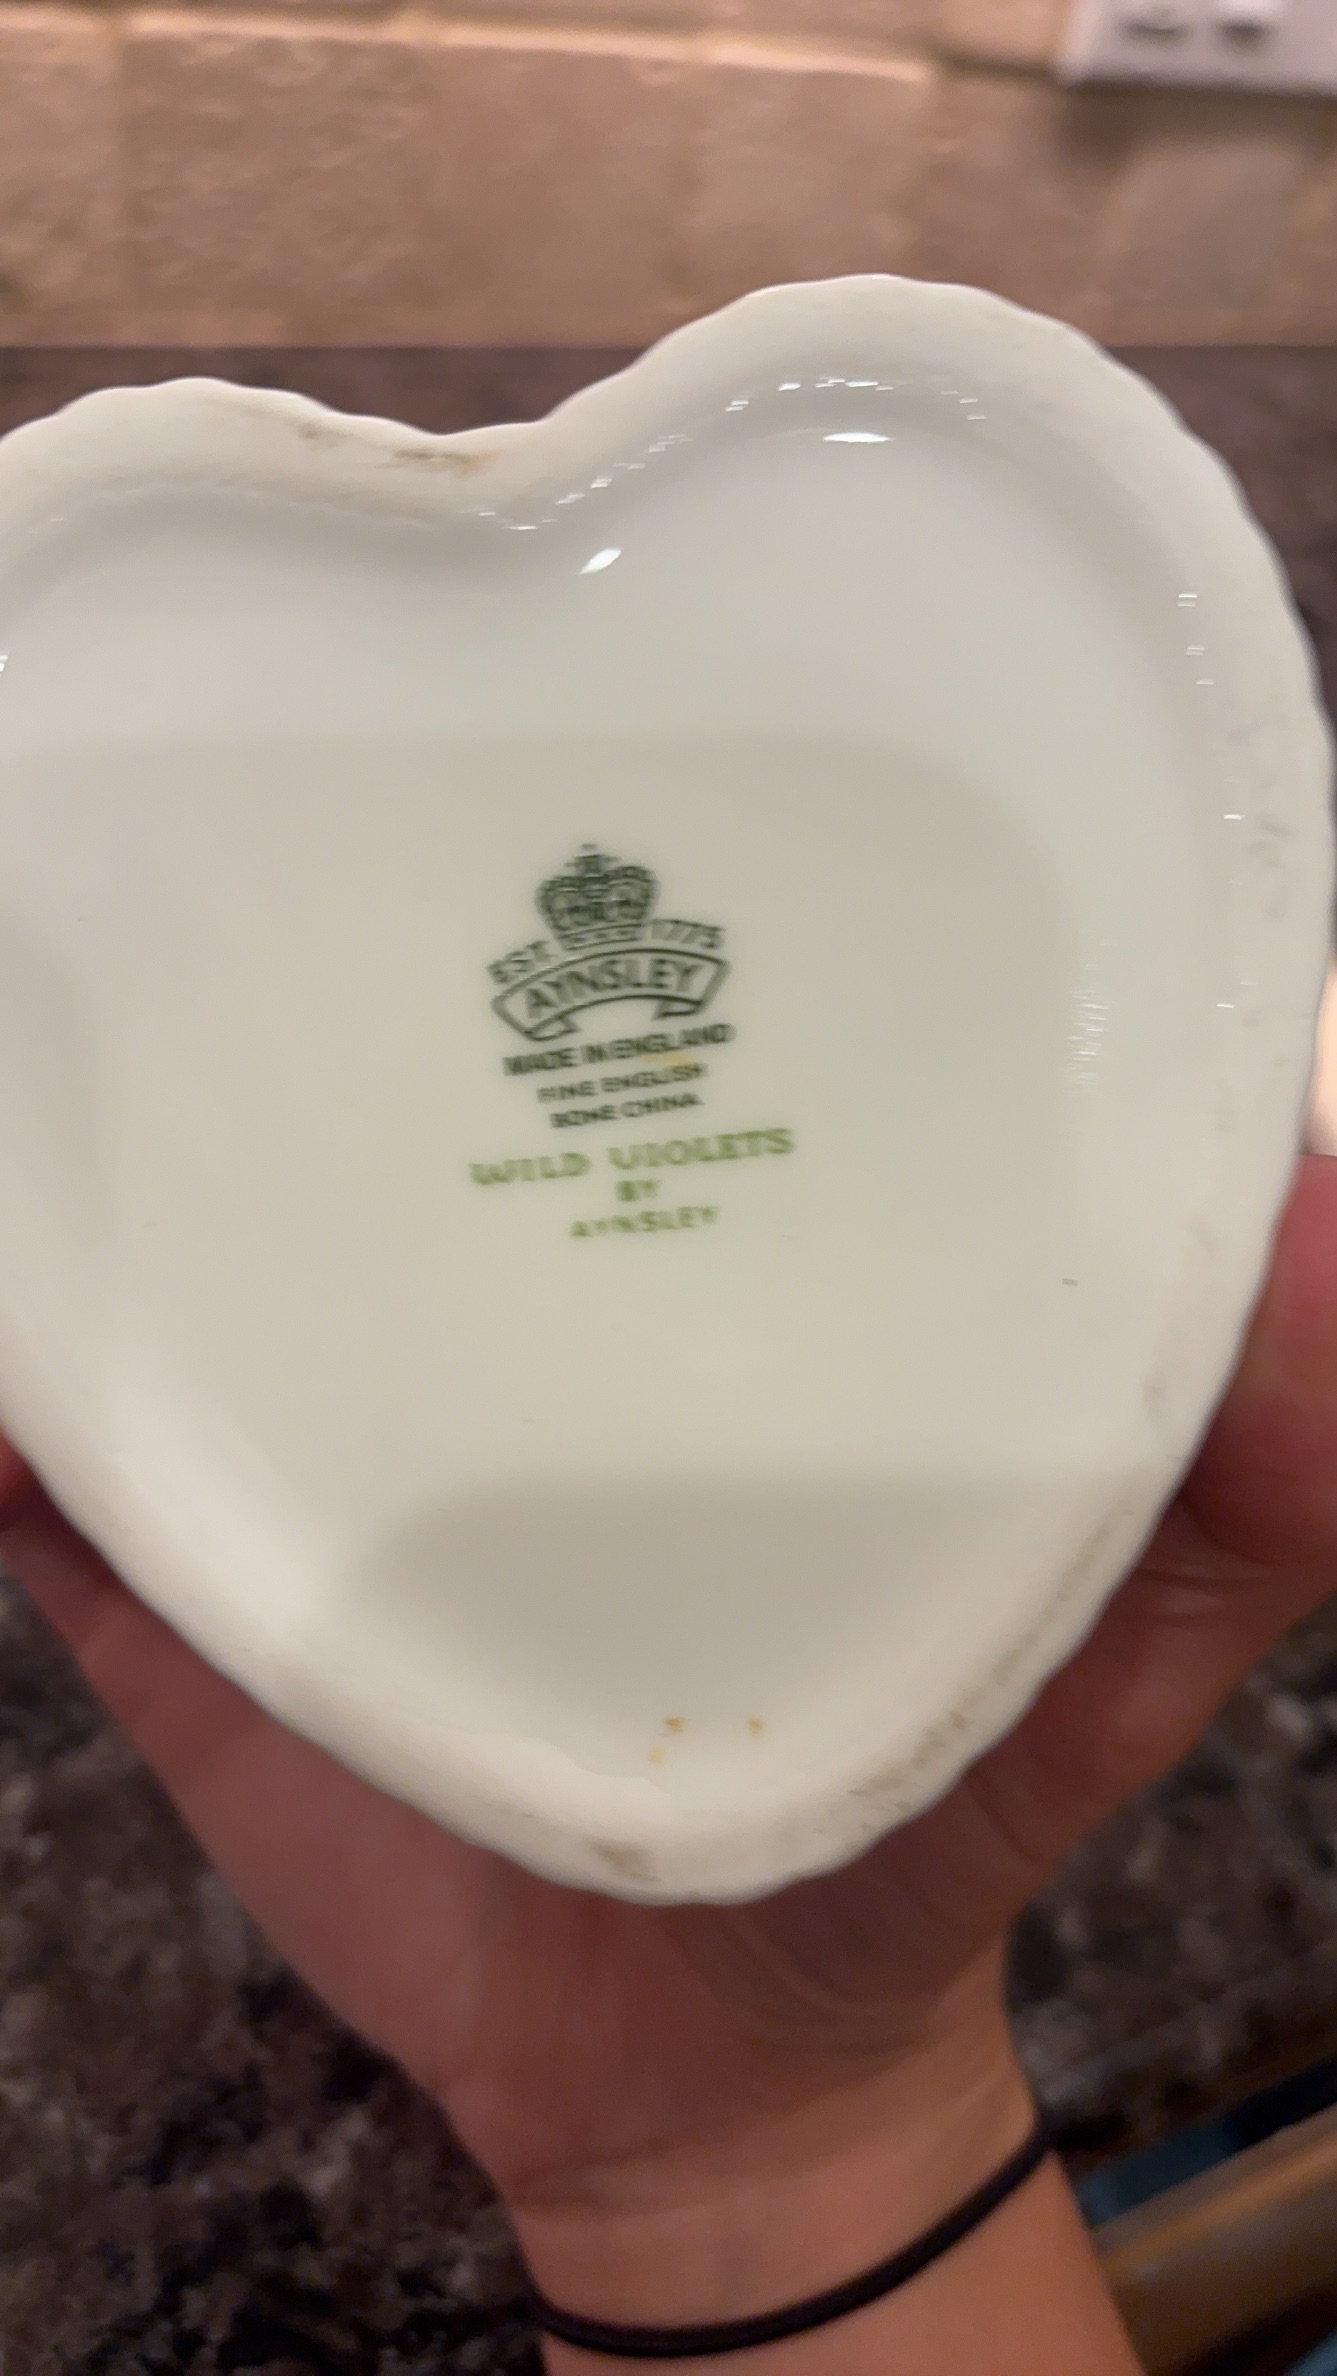 EST. 1775
AYNSLEY
MADE IN ENGLAND
FINE ENGLISH
BONE CHINA
WILD VIOLETS
BY
AYNSLEY